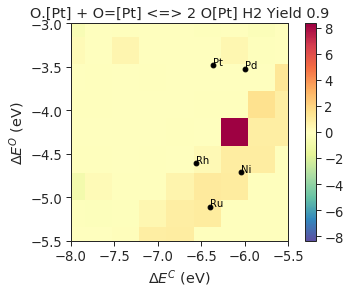 O.[Pt] + O=[Pt] <=> 2 O[Pt] H2 Yield 0.9
−3.0
−3.5
−4.0
−4.5
−5.0
−5.5
ΔE^O (eV)
Pt
Pd
Rh
Ni
Ru
−8.0 −7.5 −7.0 −6.5 −6.0 −5.5
ΔE^C (eV)
8
6
4
2
0
−2
−4
−6
−8